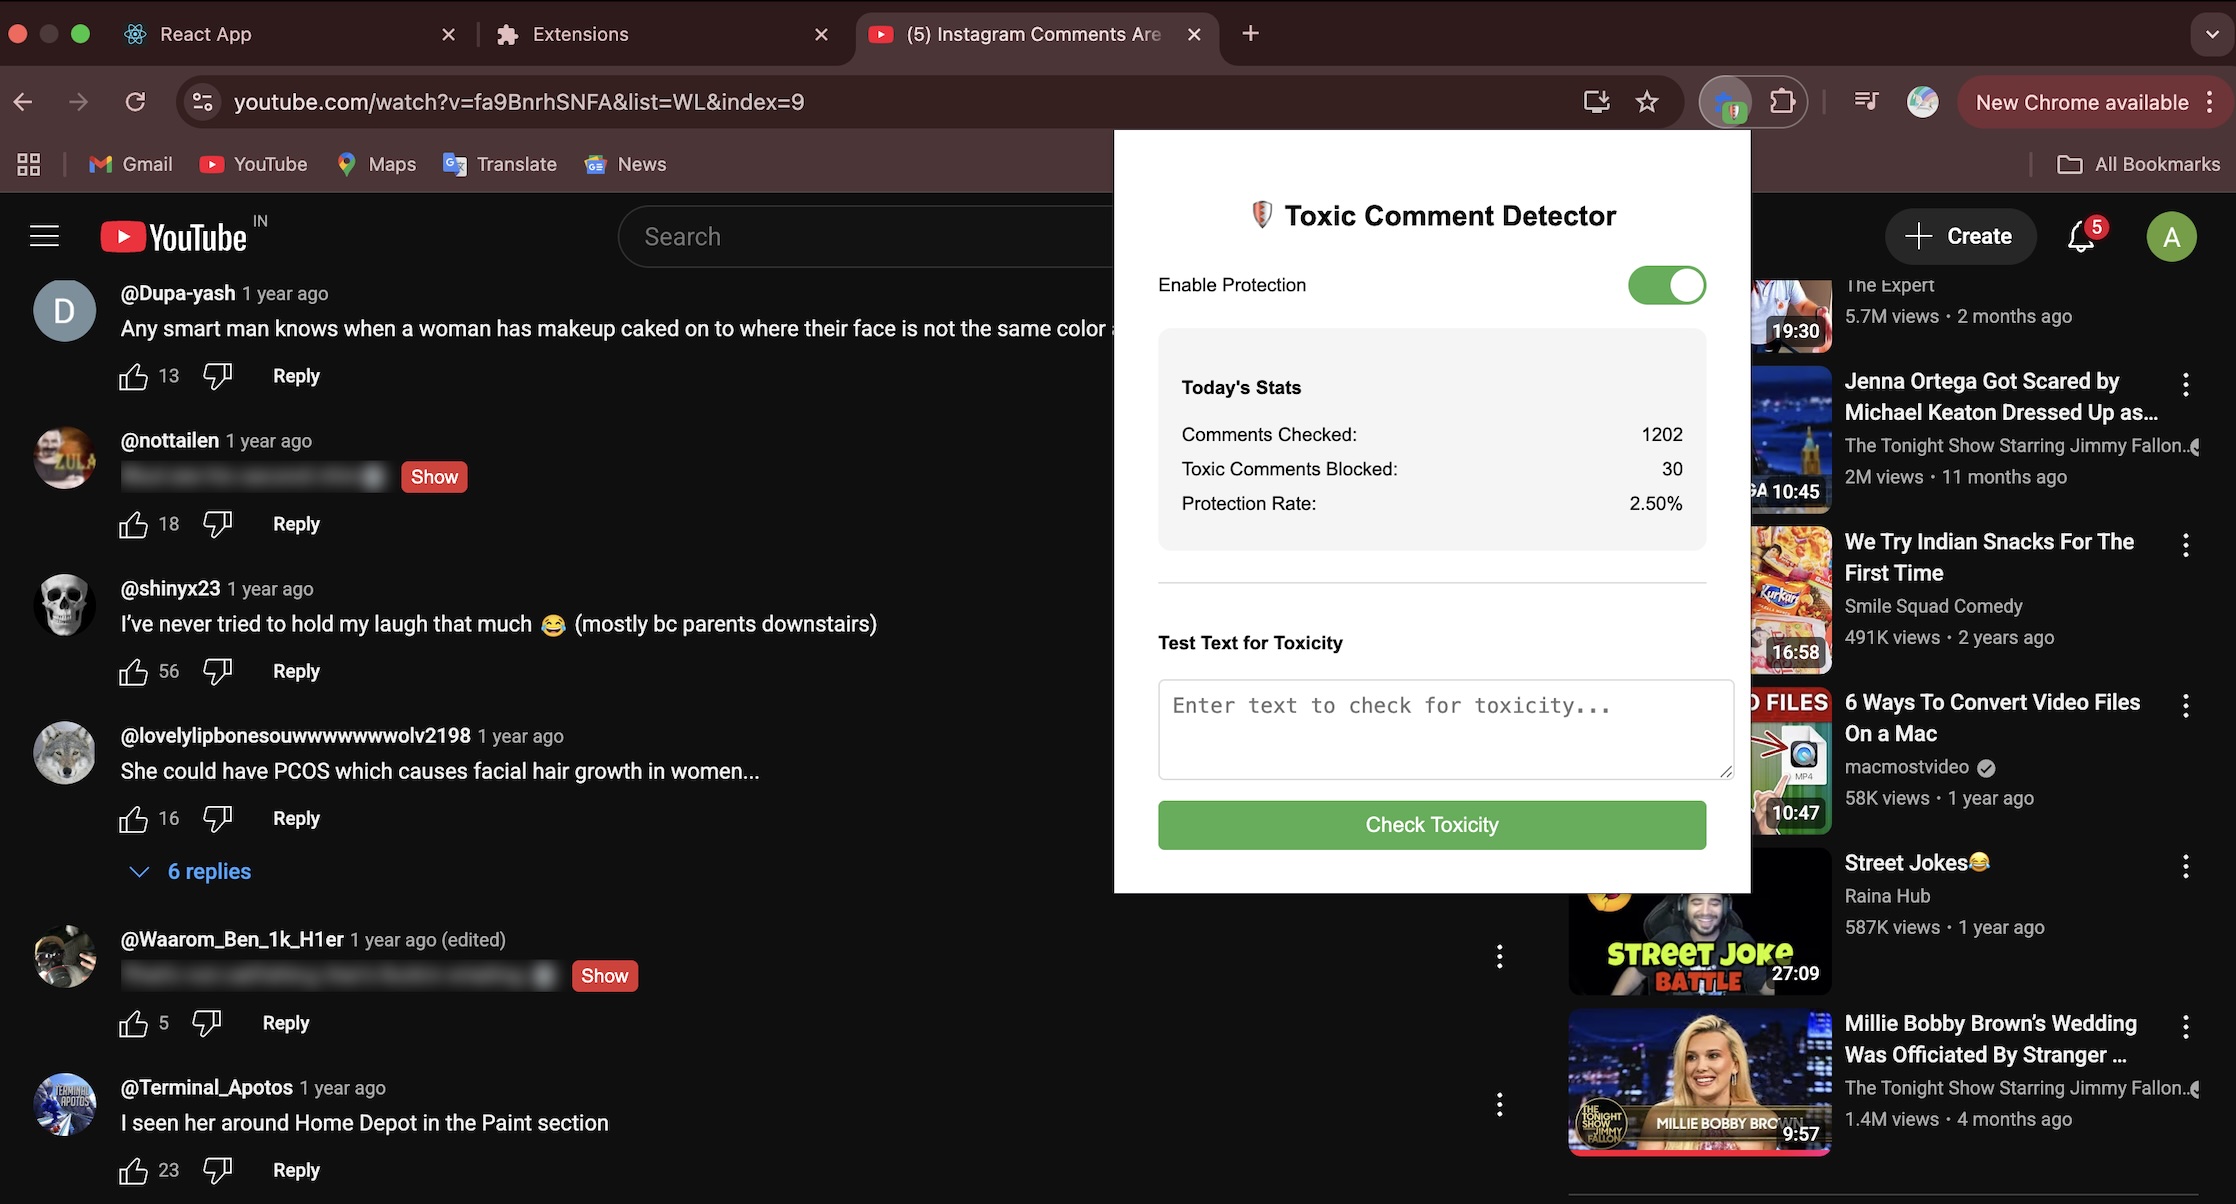 React App
Extensions
(5) Instagram Comments Are
youtube.com/watch?v=fa9BnrhSNFA&list=WL&index=9
New Chrome available
Gmail
YouTube
Maps
Translate
News
All Bookmarks
YouTube IN
Search
Create
5
A
D
@Dupa-yash 1 year ago
Any smart man knows when a woman has makeup caked on to where their face is not the same color
13
Reply
ZULA
@nottailen 1 year ago
Show
18
Reply
@shinyx23 1 year ago
I've never tried to hold my laugh that much 😂 (mostly bc parents downstairs)
56
Reply
@lovelylipbonesouwwwwwwwolv2198 1 year ago
She could have PCOS which causes facial hair growth in women...
16
Reply
6 replies
@Waarom_Ben_1k_H1er 1 year ago (edited)
Show
5
Reply
TERMINAL
APOTOS
@Terminal_Apotos 1 year ago
I seen her around Home Depot in the Paint section
23
Reply
Toxic Comment Detector
Enable Protection
Today's Stats
Comments Checked: 1202
Toxic Comments Blocked: 30
Protection Rate: 2.50%
Test Text for Toxicity
Enter text to check for toxicity...
Check Toxicity
19:30
The Expert
5.7M views • 2 months ago
10:45
Jenna Ortega Got Scared by
Michael Keaton Dressed Up as...
The Tonight Show Starring Jimmy Fallon..
2M views • 11 months ago
Kurkure
16:58
We Try Indian Snacks For The
First Time
Smile Squad Comedy
491K views • 2 years ago
FILES
MP4
10:47
6 Ways To Convert Video Files
On a Mac
macmostvideo
58K views • 1 year ago
STREET JOKE
BATTLE
27:09
Street Jokes😂
Raina Hub
587K views • 1 year ago
THE
TONIGHT
SHOW
JIMMY
FALLON
MILLIE BOBBY BROWN
9:57
Millie Bobby Brown's Wedding
Was Officiated By Stranger ...
The Tonight Show Starring Jimmy Fallon..
1.4M views • 4 months ago